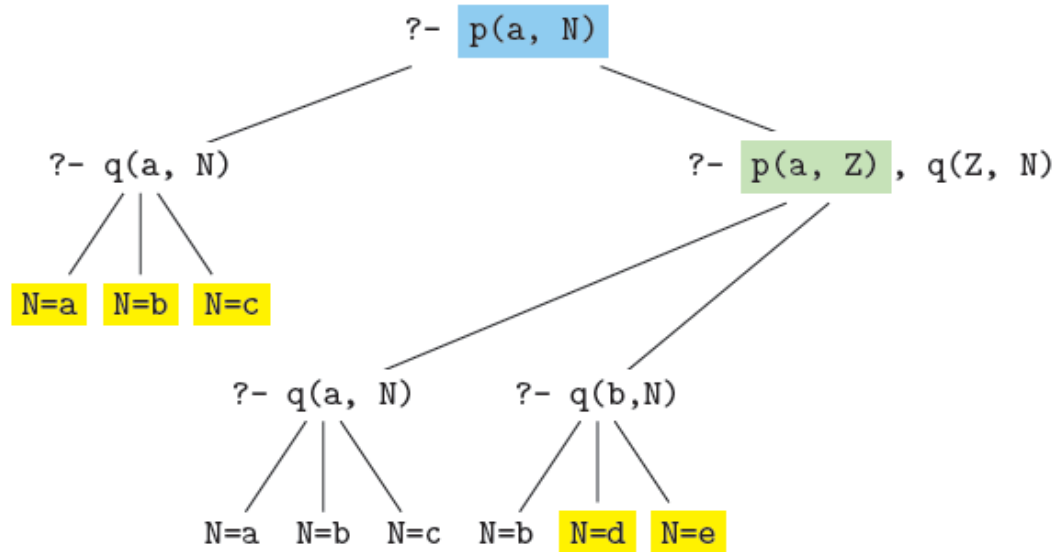 ?- p(a, N)
?- q(a, N) ?- p(a, Z), q(Z, N)
N=a N=b N=c
?- q(a, N) ?- q(b,N)
N=a N=b N=c N=b N=d N=e